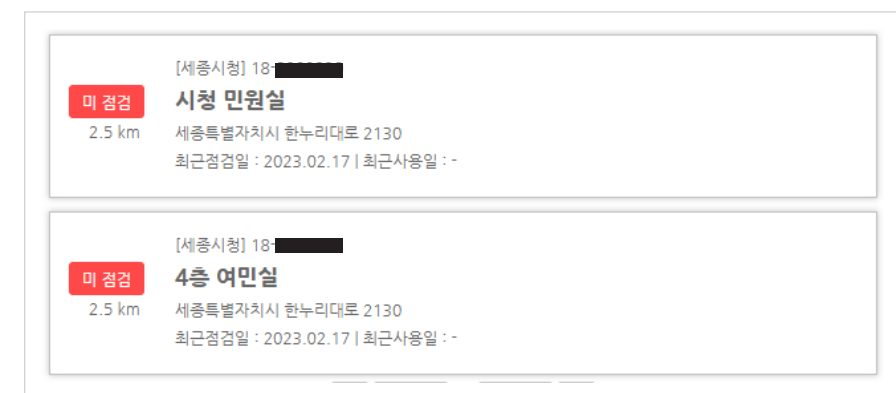 [세종시청] 18-
미 점검
시청 민원실
2.5 km
세종특별자치시 한누리대로 2130
최근점검일 : 2023.02.17 | 최근사용일 : -
[세종시청] 18-
미 점검
4층 여민실
2.5 km
세종특별자치시 한누리대로 2130
최근점검일 : 2023.02.17 | 최근사용일 : -